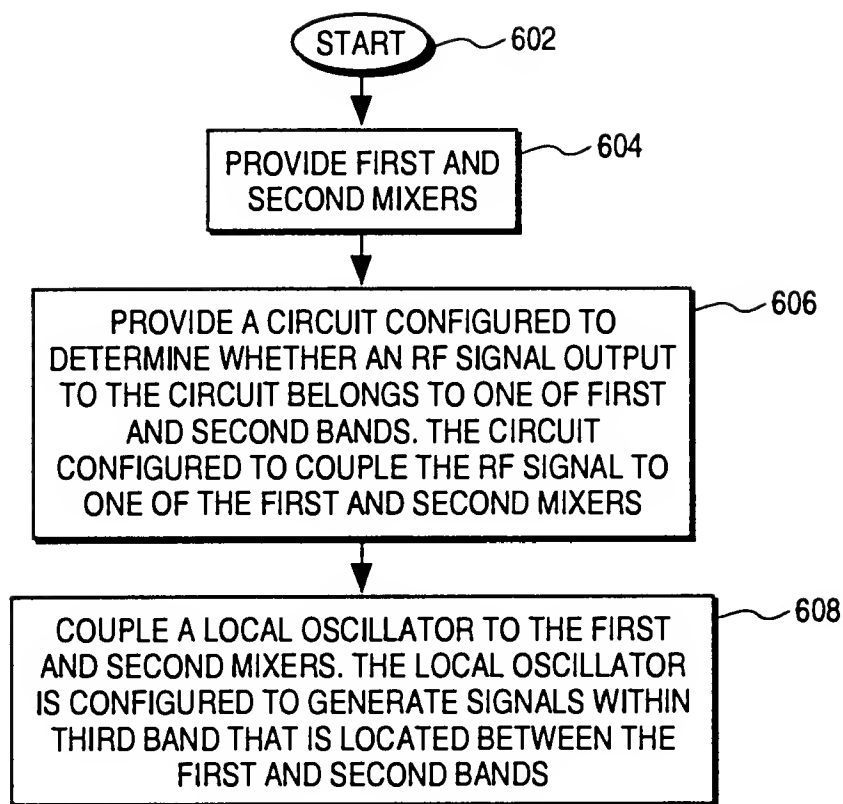 START
602
PROVIDE FIRST AND
SECOND MIXERS
604
PROVIDE A CIRCUIT CONFIGURED TO
DETERMINE WHETHER AN RF SIGNAL OUTPUT
TO THE CIRCUIT BELONGS TO ONE OF FIRST
AND SECOND BANDS. THE CIRCUIT
CONFIGURED TO COUPLE THE RF SIGNAL TO
ONE OF THE FIRST AND SECOND MIXERS
606
COUPLE A LOCAL OSCILLATOR TO THE FIRST
AND SECOND MIXERS. THE LOCAL OSCILLATOR
IS CONFIGURED TO GENERATE SIGNALS WITHIN
THIRD BAND THAT IS LOCATED BETWEEN THE
FIRST AND SECOND BANDS
608